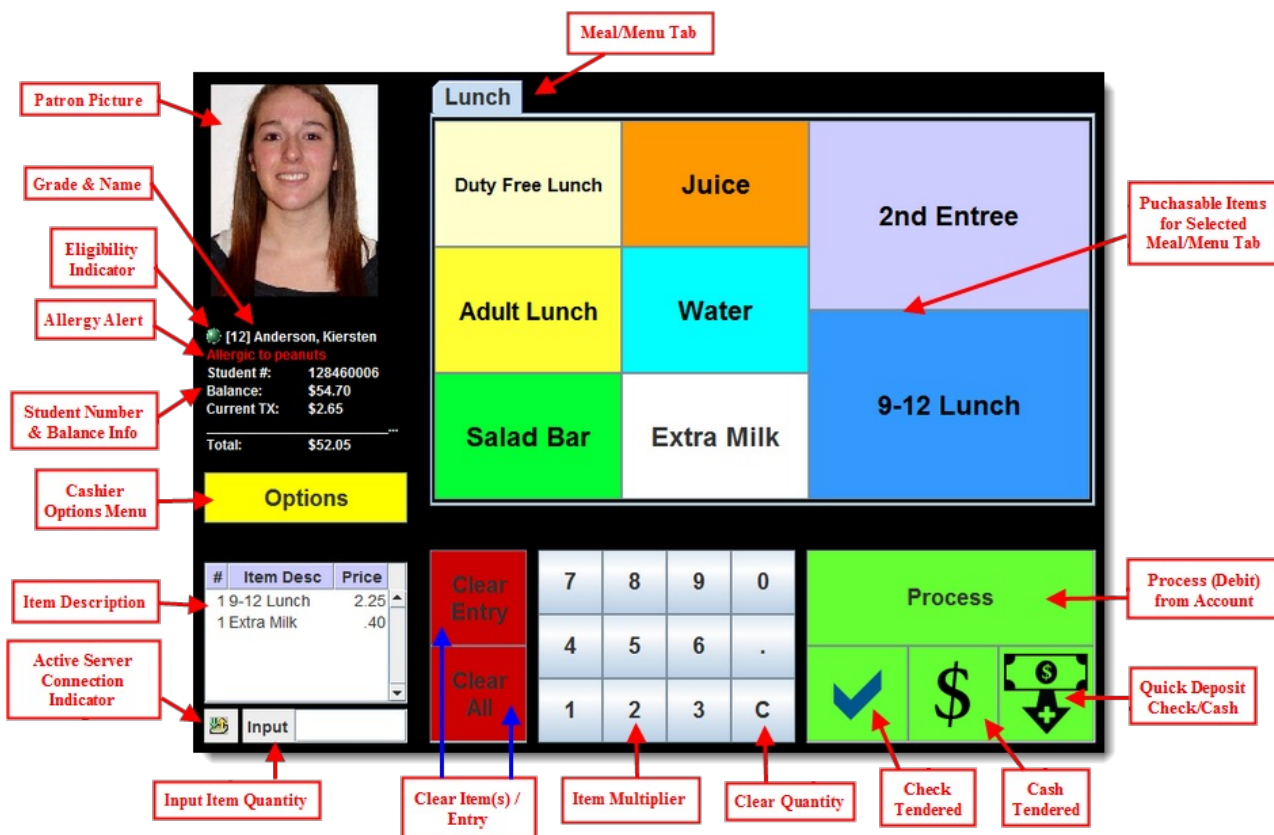 Meal/Menu Tab
Patron Picture
Lunch
Grade & Name
Duty Free Lunch
Juice
2nd Entree
Puchasable Items
for Selected
Meal/Menu Tab
Eligibility
Indicator
Allergy Alert
Adult Lunch
Water
[12] Anderson, Kiersten
Allergic to peanuts
Student #: 128460006
Balance: $54.70
Current TX: $2.65
...
Total: $52.05
Student Number
& Balance Info
9-12 Lunch
Salad Bar
Extra Milk
Cashier
Options Menu
Options
# Item Desc Price
1 9-12 Lunch 2.25
1 Extra Milk .40
Item Description
Clear
Entry
7 8 9 0
Process
Process (Debit)
from Account
4 5 6 .
Active Server
Connection
Indicator
Clear
All
1 2 3 C
$
$
Quick Deposit
Check/Cash
Input
Input Item Quantity
Clear Item(s) /
Entry
Item Multiplier
Clear Quantity
Check
Tendered
Cash
Tendered